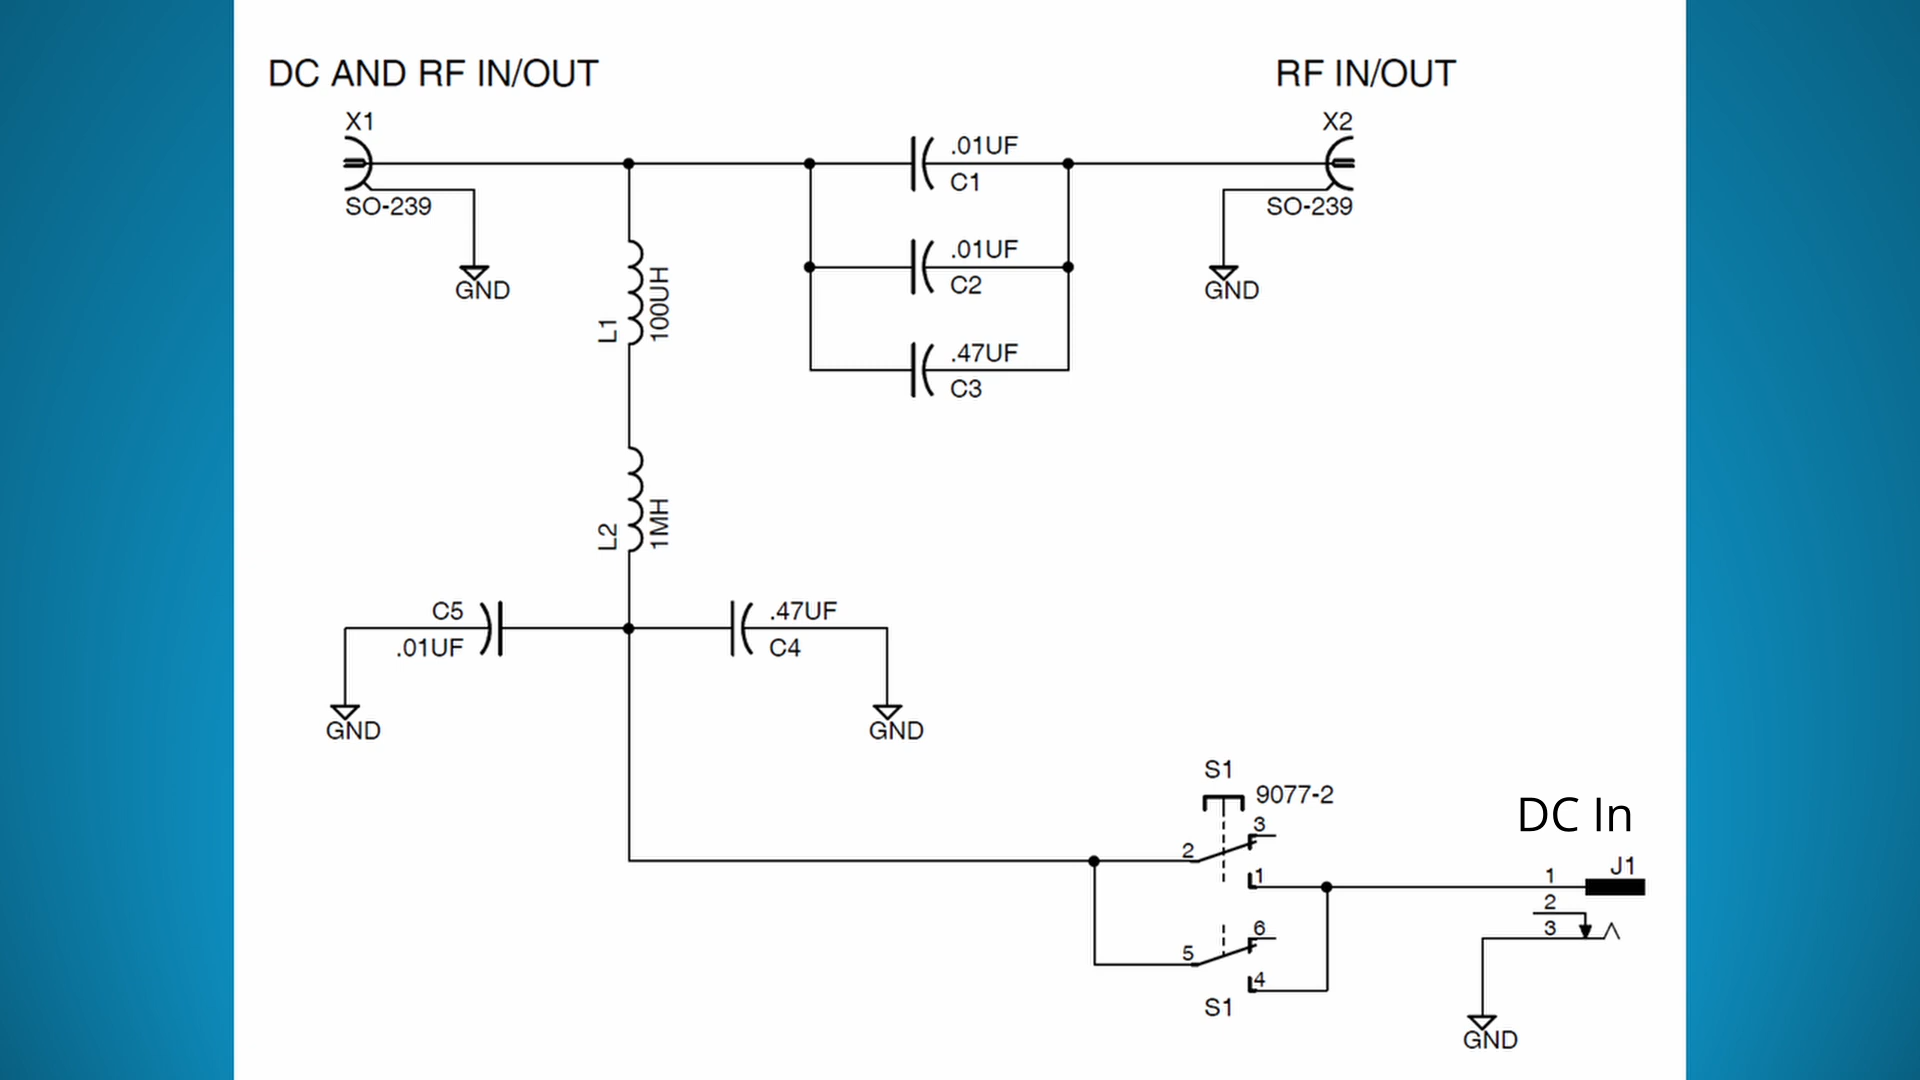 DC AND RF IN/OUT
RF IN/OUT
X1
X2
.01UF
C1
SO-239
SO-239
.01UF
C2
GND
GND
L1
100UH
.47UF
C3
L2
1MH
C5
.01UF
.47UF
C4
GND
GND
S1
9077-2
DC In
3
2
1
J1
1
2
3
6
5
4
S1
GND